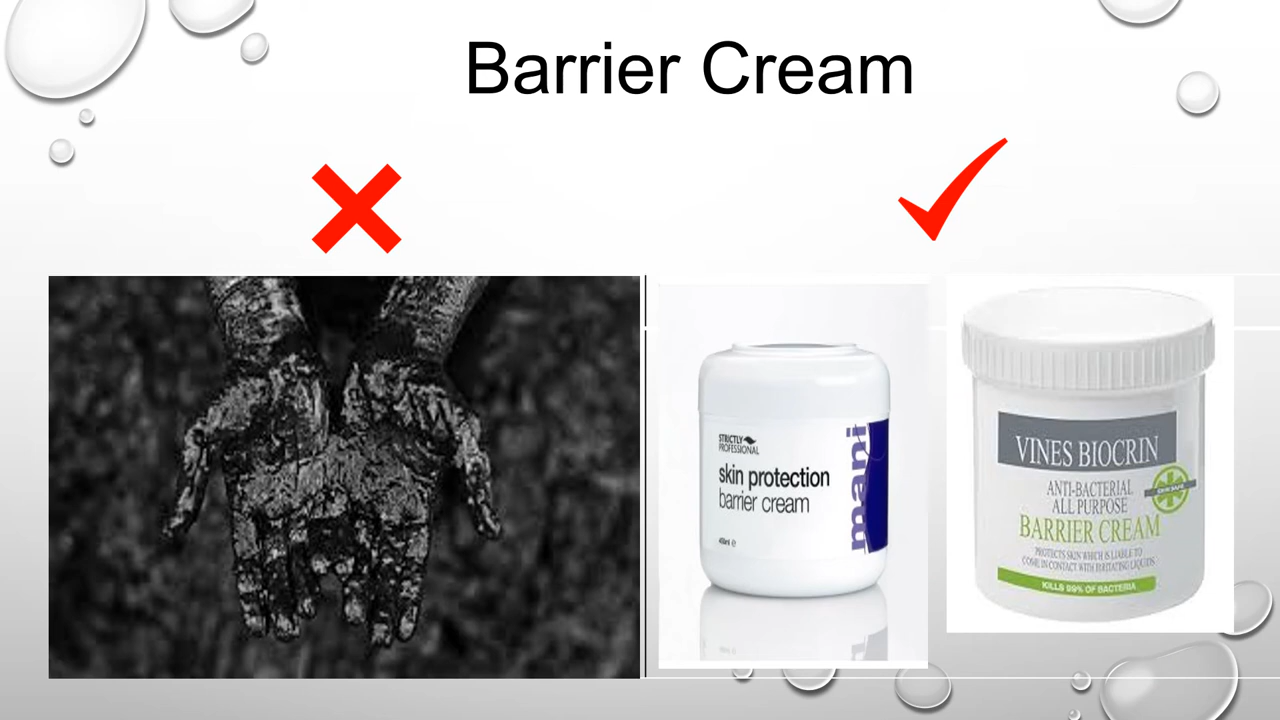 Barrier Cream
STRICTLY
PROFESSIONAL
skin protection
barrier cream
mani
450ml e
VINES BIOCRIN
ANTI-BACTERIAL
ALL PURPOSE
BARRIER CREAM
PROTECTS SKIN WHICH IS LIABLE TO
COME IN CONTACT WITH IRRITATING LIQUIDS
KILLS 99% OF BACTERIA